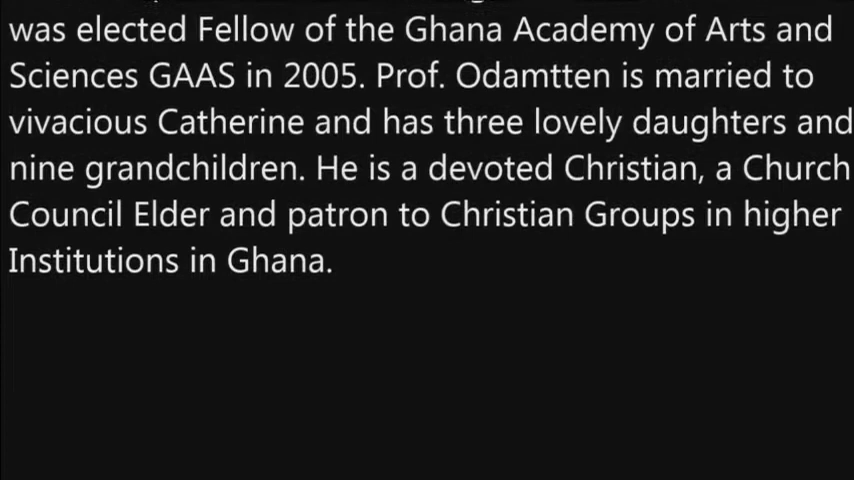 was elected Fellow of the Ghana Academy of Arts and
Sciences GAAS in 2005. Prof. Odamtten is married to
vivacious Catherine and has three lovely daughters and
nine grandchildren. He is a devoted Christian, a Church
Council Elder and patron to Christian Groups in higher
Institutions in Ghana.